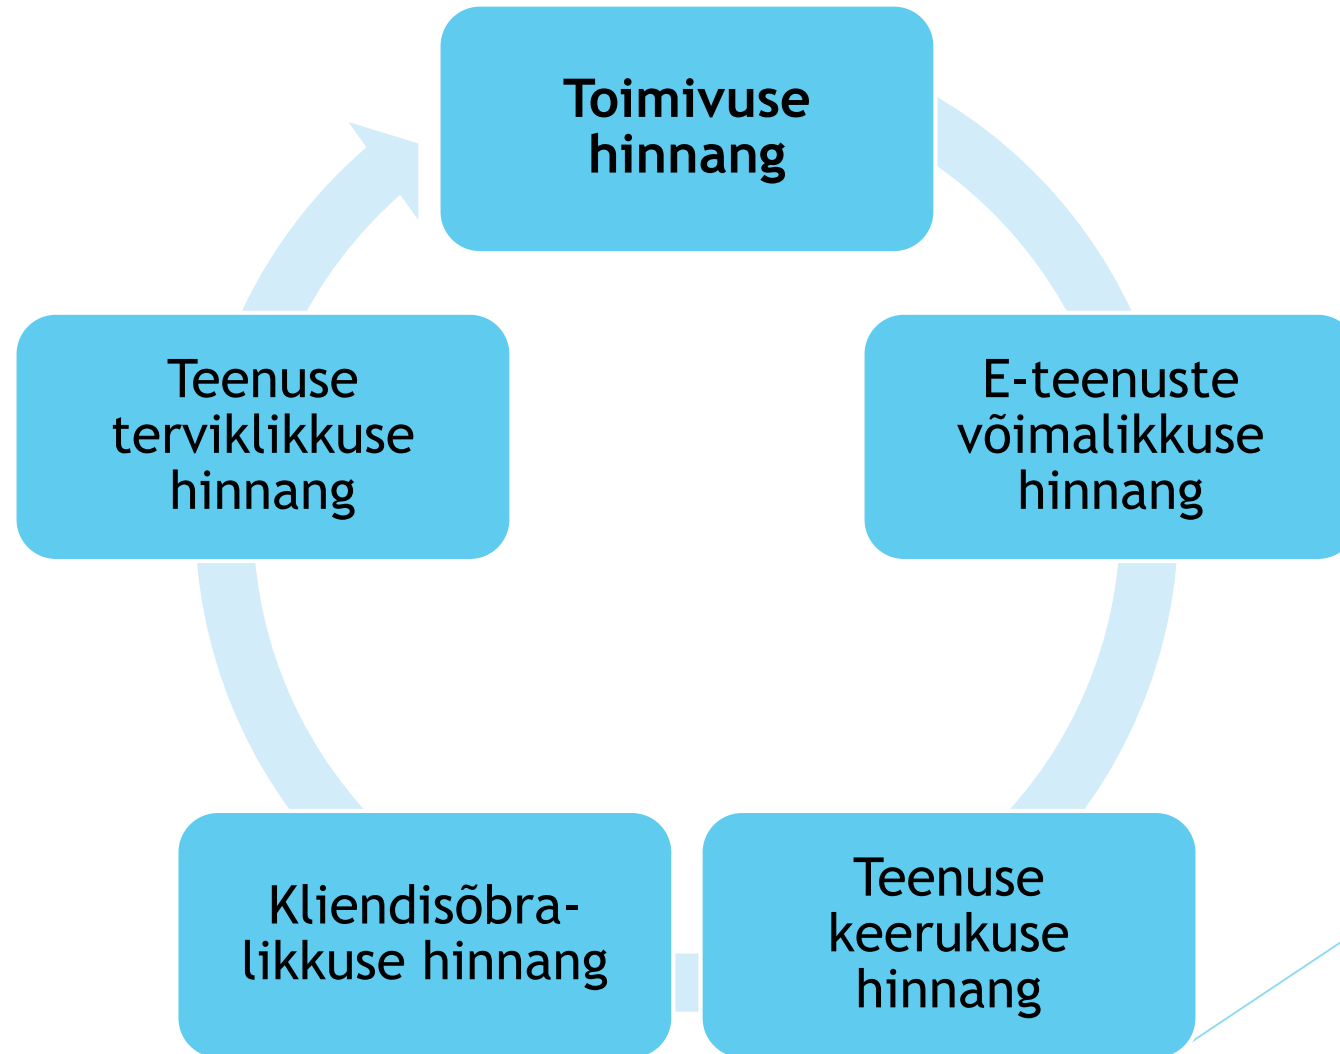 Toimivuse
hinnang
E-teenuste
võimalikkuse
hinnang
Teenuse
keerukuse
hinnang
Kliendisõbra-
likkuse hinnang
Teenuse
terviklikkuse
hinnang